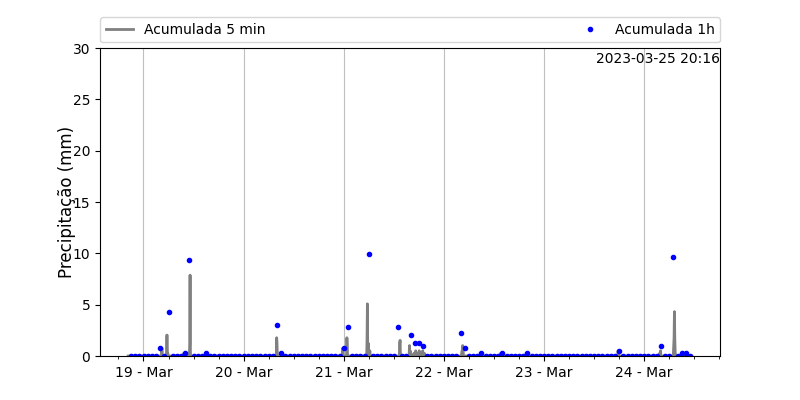 Acumulada 5 min
Acumulada 1h
2023-03-25 20:16
Precipitação (mm)
30
25
20
15
10
5
0
19 - Mar
20 - Mar
21 - Mar
22 - Mar
23 - Mar
24 - Mar